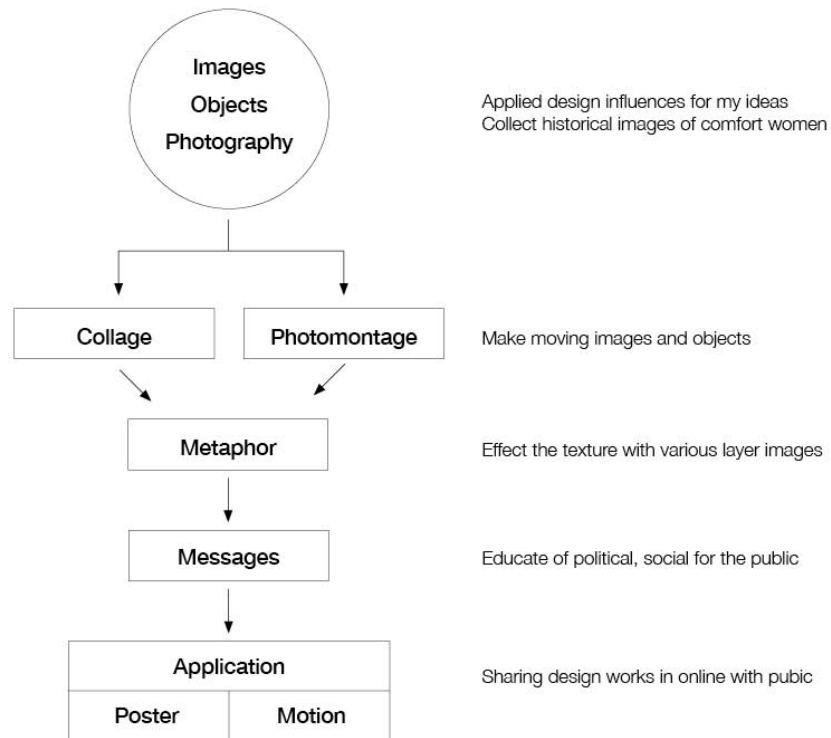 Images
Objects
Photography
Applied design influences for my ideas
Collect historical images of comfort women
Collage
Photomontage
Make moving images and objects
Metaphor
Effect the texture with various layer images
Messages
Educate of political, social for the public
Application
Poster
Motion
Sharing design works in online with pubic